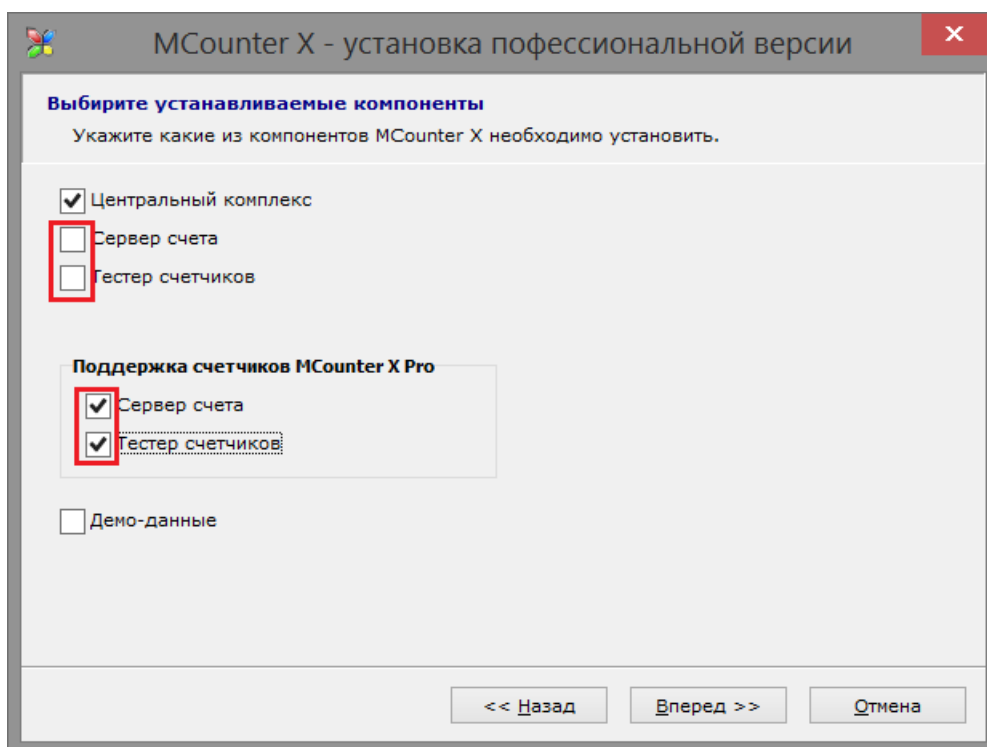 MCounter X - установка пофессиональной версии
Выбирите устанавливаемые компоненты
Укажите какие из компонентов MCounter X необходимо установить.
Центральный комплекс
Сервер счета
Тестер счетчиков
Поддержка счетчиков MCounter X Pro
Сервер счета
Тестер счетчиков
Демо-данные
<< Назад Вперед >> Отмена